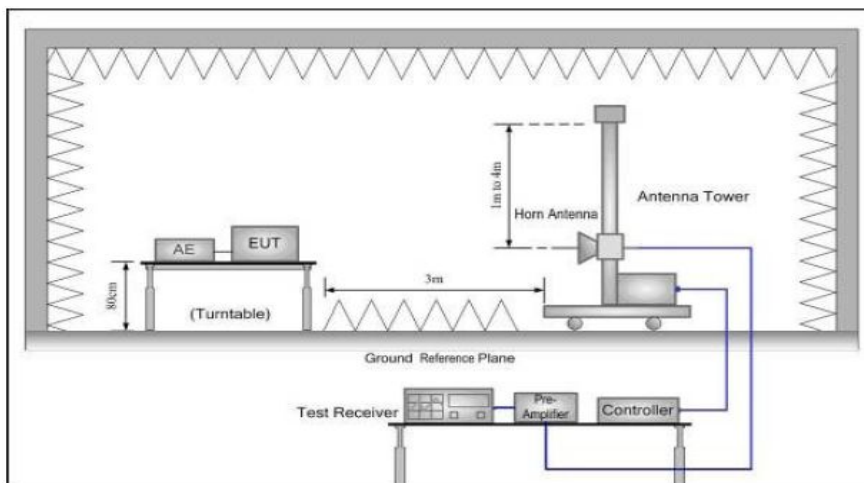 1m to 4m
Horn Antenna
Antenna Tower
AE
EUT
80cm
(Turntable)
3m
Ground Reference Plane
Test Receiver
Pre-
Amplifier
Controller